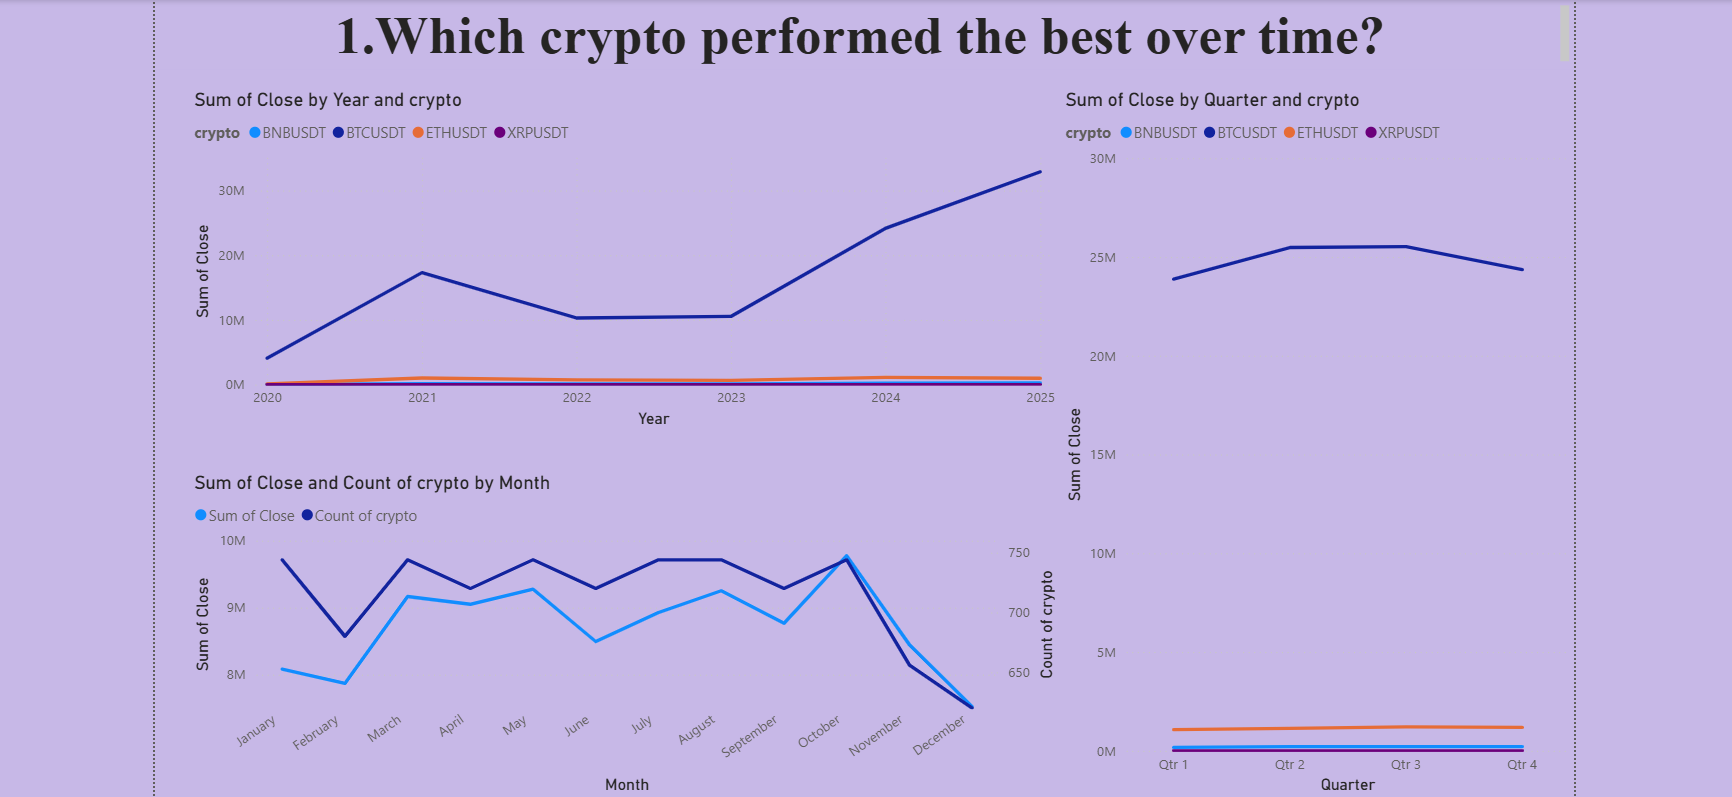 1.Which crypto performed the best over time?
Sum of Close by Year and crypto
crypto BNBUSDT BTCUSDT ETHUSDT XRPUSDT
30M
20M
10M
0M
Sum of Close
2020 2021 2022 2023 2024 2025
Year
Sum of Close by Quarter and crypto
crypto BNBUSDT BTCUSDT ETHUSDT XRPUSDT
30M
25M
20M
15M
10M
5M
0M
Sum of Close
Qtr 1 Qtr 2 Qtr 3 Qtr 4
Quarter
Sum of Close and Count of crypto by Month
Sum of Close Count of crypto
10M
9M
8M
Sum of Close
750
700
650
Count of crypto
January February March April May June July August September October November December
Month